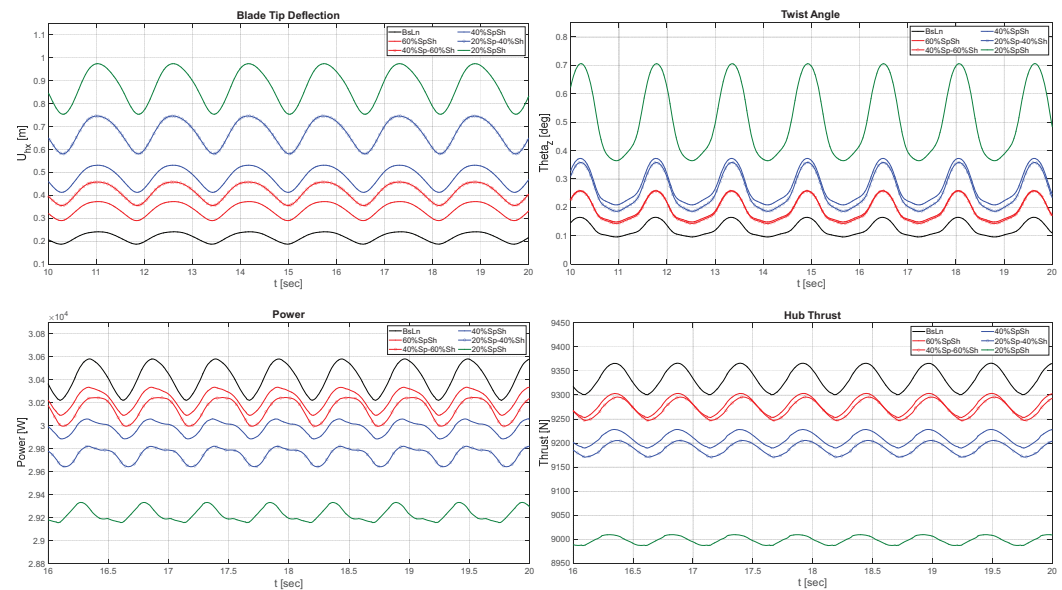 Blade Tip Deflection
BsLn 40%SpSh
60%SpSh 20%Sp-40%Sh
40%Sp-60%Sh 20%SpSh
1.1
1
0.9
0.8
0.7
0.6
0.5
0.4
0.3
0.2
0.1
U_hx [m]
10 11 12 13 14 15 16 17 18 19 20
t [sec]
Twist Angle
BsLn 40%SpSh
60%SpSh 20%Sp-40%Sh
40%Sp-60%Sh 20%SpSh
0.8
0.7
0.6
0.5
0.4
0.3
0.2
0.1
0
Theta_z [deg]
10 11 12 13 14 15 16 17 18 19 20
t [sec]
× 10^4
Power
BsLn 40%SpSh
60%SpSh 20%Sp-40%Sh
40%Sp-60%Sh 20%SpSh
3.08
3.06
3.04
3.02
3
2.98
2.96
2.94
2.92
2.9
2.88
Power [W]
16 16.5 17 17.5 18 18.5 19 19.5 20
t [sec]
Hub Thrust
BsLn 40%SpSh
60%SpSh 20%Sp-40%Sh
40%Sp-60%Sh 20%SpSh
9450
9400
9350
9300
9250
9200
9150
9100
9050
9000
8950
Thrust [N]
16 16.5 17 17.5 18 18.5 19 19.5 20
t [sec]